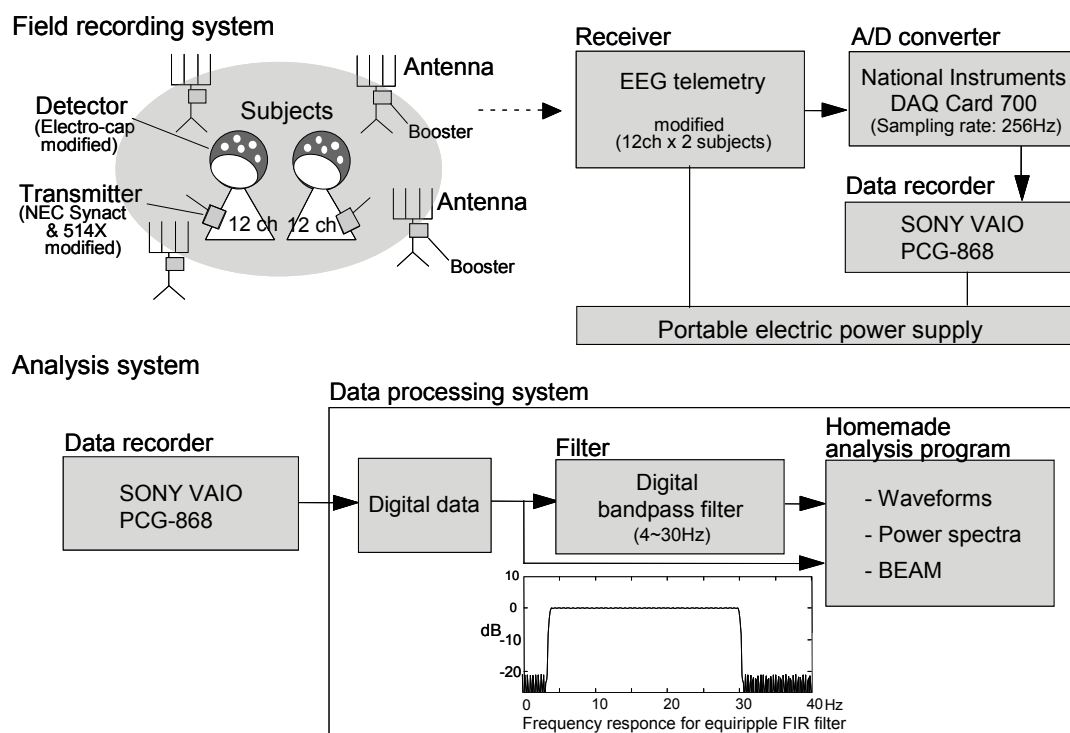 Field recording system
Antenna
Detector
(Electro-cap
modified)
Subjects
Booster
Transmitter
(NEC Synact
& 514X
modified)
12 ch
12 ch
Antenna
Booster
Receiver
EEG telemetry
modified
(12ch x 2 subjects)
A/D converter
National Instruments
DAQ Card 700
(Sampling rate: 256Hz)
Data recorder
SONY VAIO
PCG-868
Portable electric power supply
Analysis system
Data processing system
Data recorder
SONY VAIO
PCG-868
Digital data
Filter
Digital
bandpass filter
(4~30Hz)
Homemade
analysis program
- Waveforms
- Power spectra
- BEAM
10
0
dB
-10
-20
0 10 20 30 40 Hz
Frequency responce for equiripple FIR filter